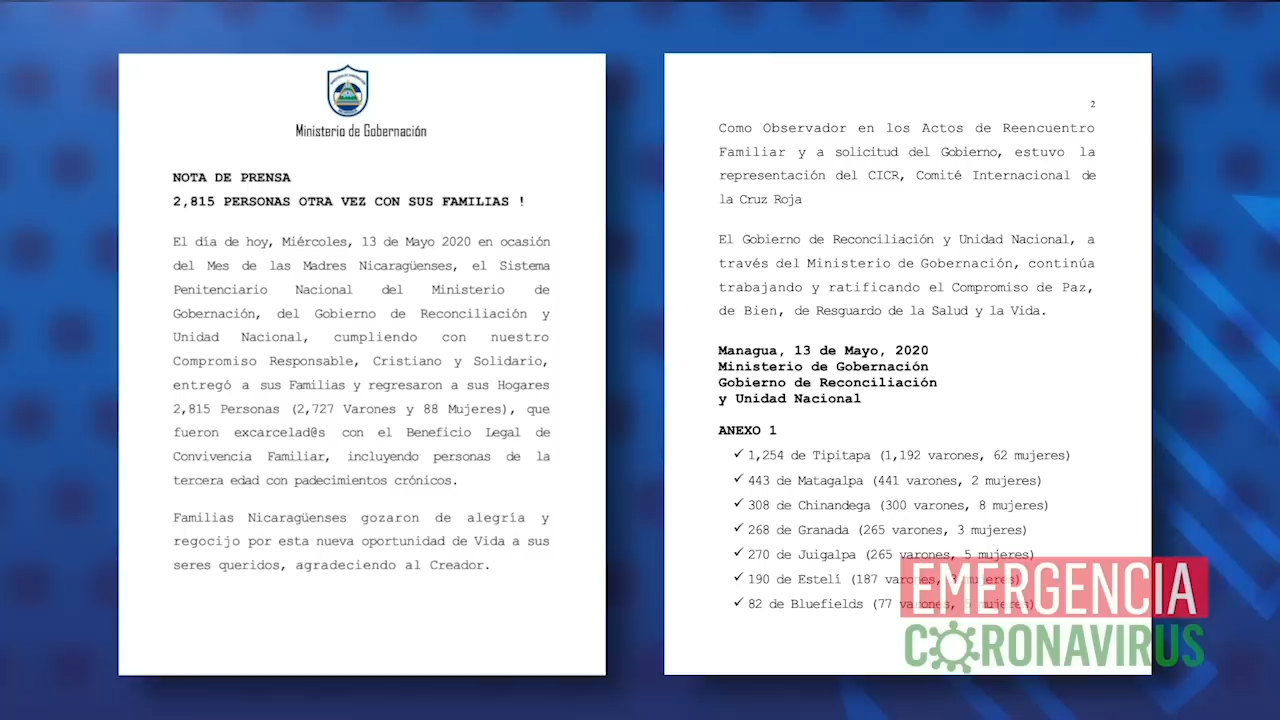 Ministerio de Gobernación
NOTA DE PRENSA
2,815 PERSONAS OTRA VEZ CON SUS FAMILIAS !
El día de hoy, Miércoles, 13 de Mayo 2020 en ocasión
del Mes de las Madres Nicaragüenses, el Sistema
Penitenciario Nacional del Ministerio de
Gobernación, del Gobierno de Reconciliación y
Unidad Nacional, cumpliendo con nuestro
Compromiso Responsable, Cristiano y Solidario,
entregó a sus Familias y regresaron a sus Hogares
2,815 Personas (2,727 Varones y 88 Mujeres), que
fueron excarcelad@s con el Beneficio Legal de
Convivencia Familiar, incluyendo personas de la
tercera edad con padecimientos crónicos.
Familias Nicaragüenses gozaron de alegría y
regocijo por esta nueva oportunidad de Vida a sus
seres queridos, agradeciendo al Creador.
2
Como Observador en los Actos de Reencuentro
Familiar y a solicitud del Gobierno, estuvo la
representación del CICR, Comité Internacional de
la Cruz Roja
El Gobierno de Reconciliación y Unidad Nacional, a
través del Ministerio de Gobernación, continúa
trabajando y ratificando el Compromiso de Paz,
de Bien, de Resguardo de la Salud y la Vida.
Managua, 13 de Mayo, 2020
Ministerio de Gobernación
Gobierno de Reconciliación
y Unidad Nacional
ANEXO 1
✓ 1,254 de Tipitapa (1,192 varones, 62 mujeres)
✓ 443 de Matagalpa (441 varones, 2 mujeres)
✓ 308 de Chinandega (300 varones, 8 mujeres)
✓ 268 de Granada (265 varones, 3 mujeres)
✓ 270 de Juigalpa (265 varones, 5 mujeres)
✓ 190 de Estelí (187 varones, 3 mujeres)
✓ 82 de Bluefields (77 varones, 5 mujeres)
EMERGENCIA
CORONAVIRUS